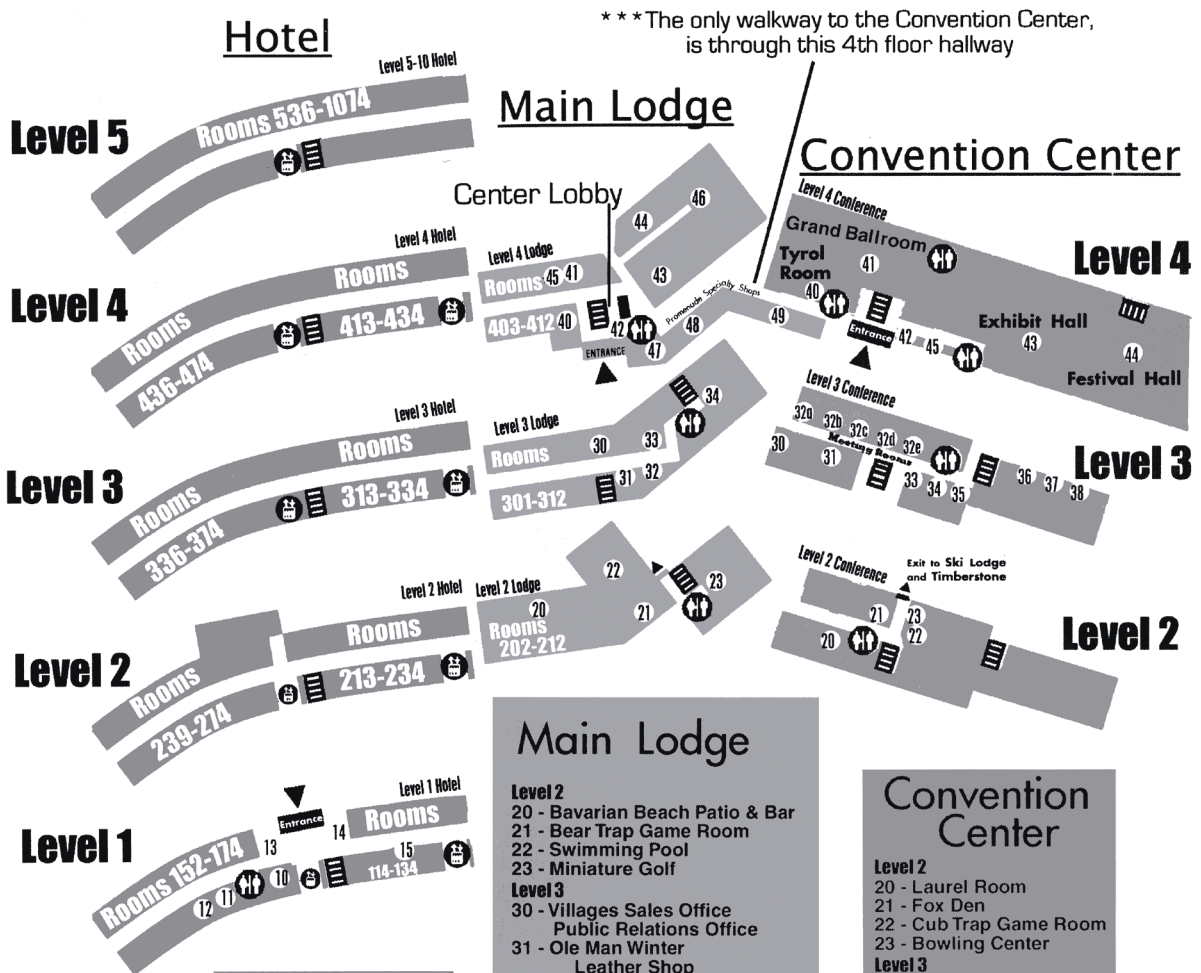 Hotel
* * * The only walkway to the Convention Center,
is through this 4th floor hallway
Main Lodge
Convention Center
Level 5
Level 5-10 Hotel
Rooms 536-1074
Center Lobby
Level 4
Level 4 Hotel
Rooms
Rooms
413-434
436-474
Level 4 Lodge
Rooms
45
41
403-412
40
42
ENTRANCE
44
46
43
47
48
49
Promenade Specialty Shops
Level 4 Conference
Grand Ballroom
41
Tyrol
Room
40
Entrance
42
45
Exhibit Hall
43
44
Festival Hall
Level 4
Level 3
Level 3 Hotel
Rooms
Rooms
313-334
336-374
Level 3 Lodge
Rooms
30
33
34
31
32
301-312
Level 3 Conference
32a
32b
32c
32d
32e
Meeting Rooms
30
31
33
34
35
36
37
38
Level 3
Level 2
Level 2 Hotel
Rooms
Rooms
213-234
239-274
Level 2 Lodge
20
Rooms
202-212
22
21
23
Level 2 Conference
Exit to Ski Lodge
and Timberstone
21
23
22
20
Level 2
Level 1
Level 1 Hotel
Entrance
Rooms
14
13
15
114-134
Rooms 152-174
10
11
12
Main Lodge
Level 2
20 - Bavarian Beach Patio & Bar
21 - Bear Trap Game Room
22 - Swimming Pool
23 - Miniature Golf
Level 3
30 - Villages Sales Office
Public Relations Office
31 - Ole Man Winter
Leather Shop
Convention
Center
Level 2
20 - Laurel Room
21 - Fox Den
22 - Cub Trap Game Room
23 - Bowling Center
Level 3